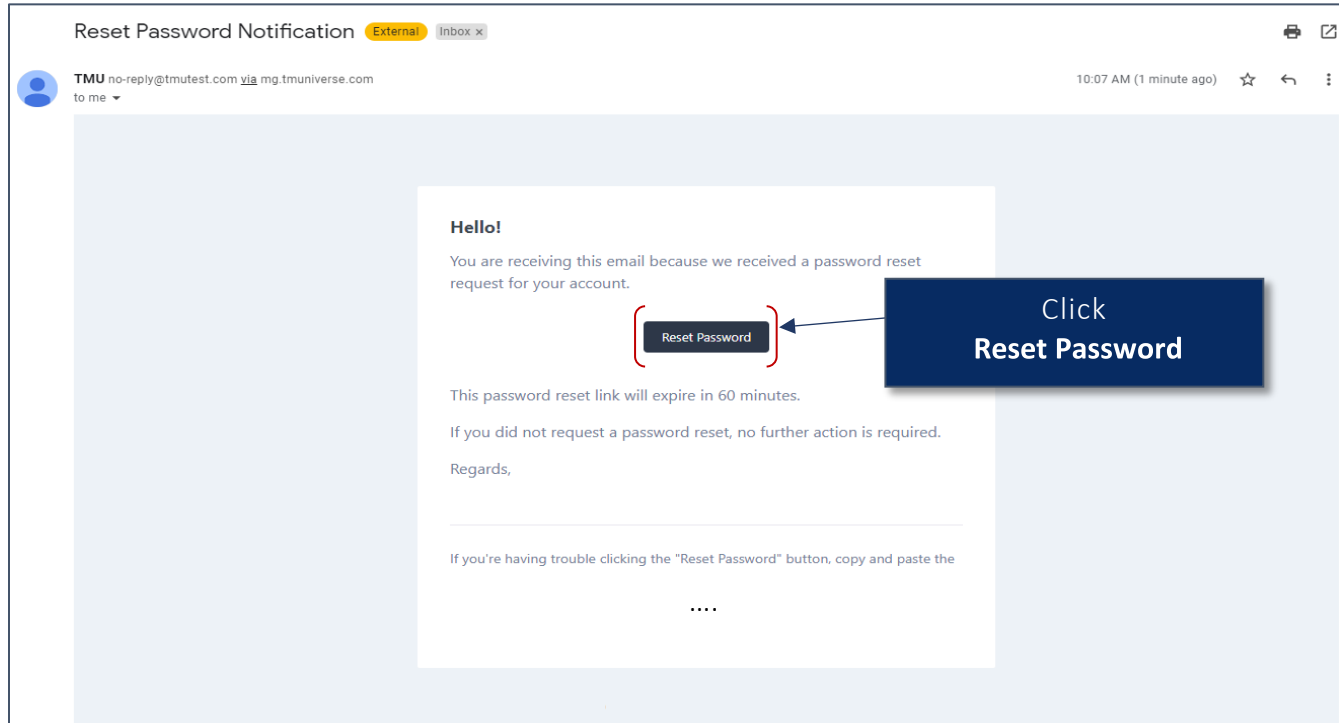 Reset Password Notification External Inbox x
TMU no-reply@tmutest.com via mg.tmuniverse.com 10:07 AM (1 minute ago)
to me
Hello!
You are receiving this email because we received a password reset
request for your account.
Reset Password
Click
Reset Password
This password reset link will expire in 60 minutes.
If you did not request a password reset, no further action is required.
Regards,
If you're having trouble clicking the "Reset Password" button, copy and paste the
....